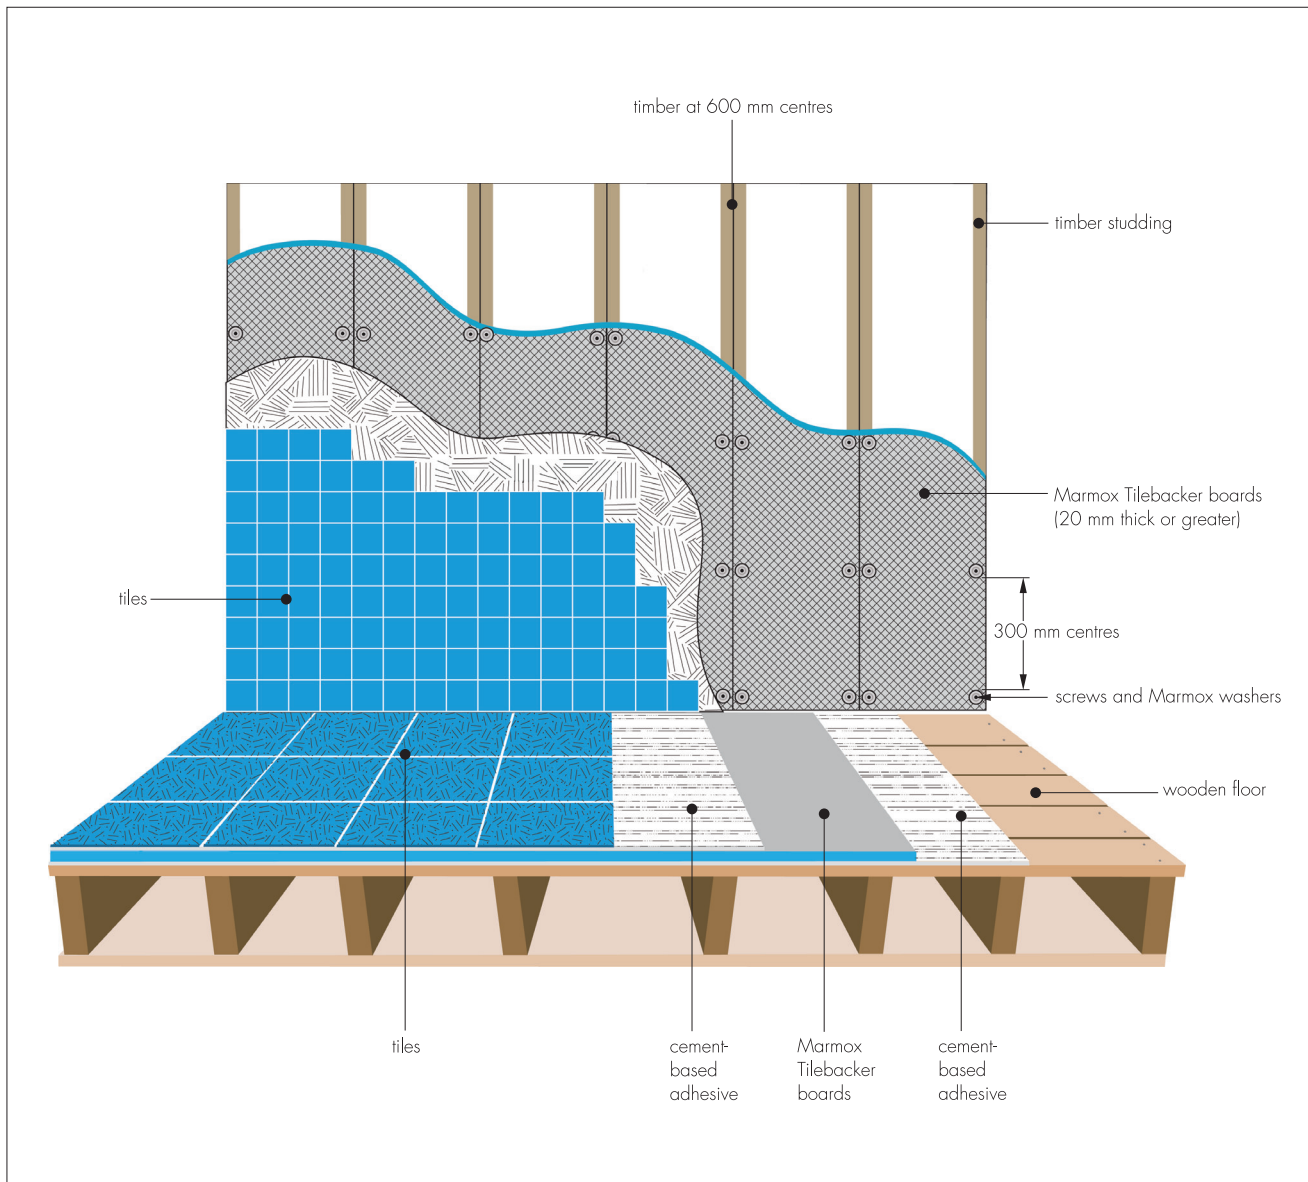 timber at 600 mm centres
timber studding
Marmox Tilebacker boards
(20 mm thick or greater)
tiles
300 mm centres
screws and Marmox washers
wooden floor
tiles
cement-
based
adhesive
Marmox
Tilebacker
boards
cement-
based
adhesive